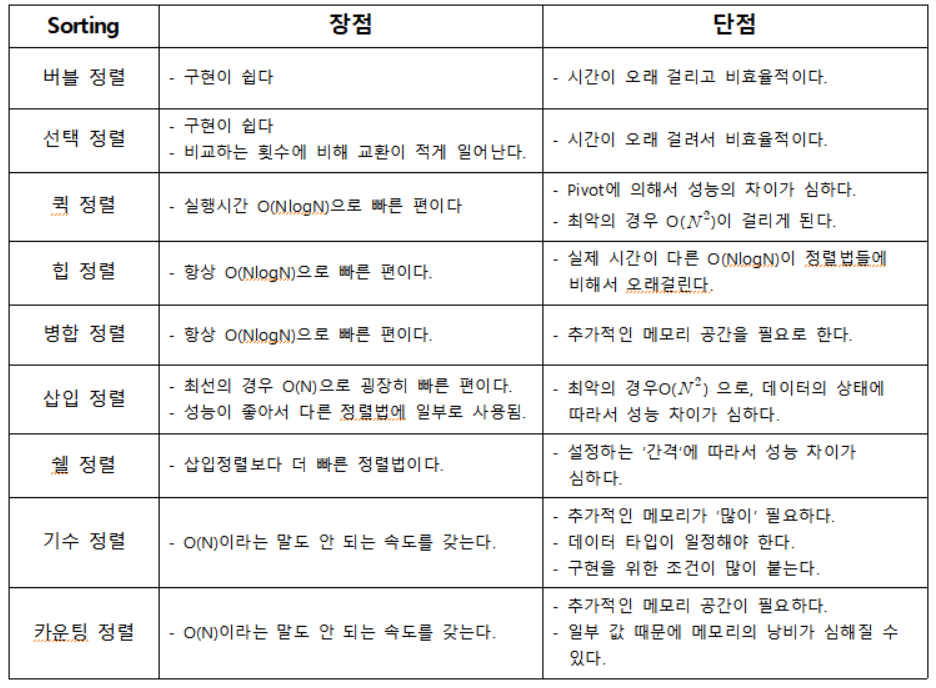 Sorting 장점 단점
버블 정렬
- 구현이 쉽다
- 시간이 오래 걸리고 비효율적이다.
선택 정렬
- 구현이 쉽다
- 비교하는 횟수에 비해 교환이 적게 일어난다.
- 시간이 오래 걸려서 비효율적이다.
퀵 정렬
- 실행시간 O(NlogN)으로 빠른 편이다
- Pivot에 의해서 성능의 차이가 심하다.
- 최악의 경우 O(N²)이 걸리게 된다.
힙 정렬
- 항상 O(NlogN)으로 빠른 편이다.
- 실제 시간이 다른 O(NlogN)이 정렬법들에
비해서 오래걸린다.
병합 정렬
- 항상 O(NlogN)으로 빠른 편이다.
- 추가적인 메모리 공간을 필요로 한다.
삽입 정렬
- 최선의 경우 O(N)으로 굉장히 빠른 편이다.
- 성능이 좋아서 다른 정렬법에 일부로 사용됨.
- 최악의 경우O(N²) 으로, 데이터의 상태에
따라서 성능 차이가 심하다.
쉘 정렬
- 삽입정렬보다 더 빠른 정렬법이다.
- 설정하는 '간격'에 따라서 성능 차이가
심하다.
기수 정렬
- O(N)이라는 말도 안 되는 속도를 갖는다.
- 추가적인 메모리가 '많이' 필요하다.
- 데이터 타입이 일정해야 한다.
- 구현을 위한 조건이 많이 붙는다.
카운팅 정렬
- O(N)이라는 말도 안 되는 속도를 갖는다.
- 추가적인 메모리 공간이 필요하다.
- 일부 값 때문에 메모리의 낭비가 심해질 수
있다.